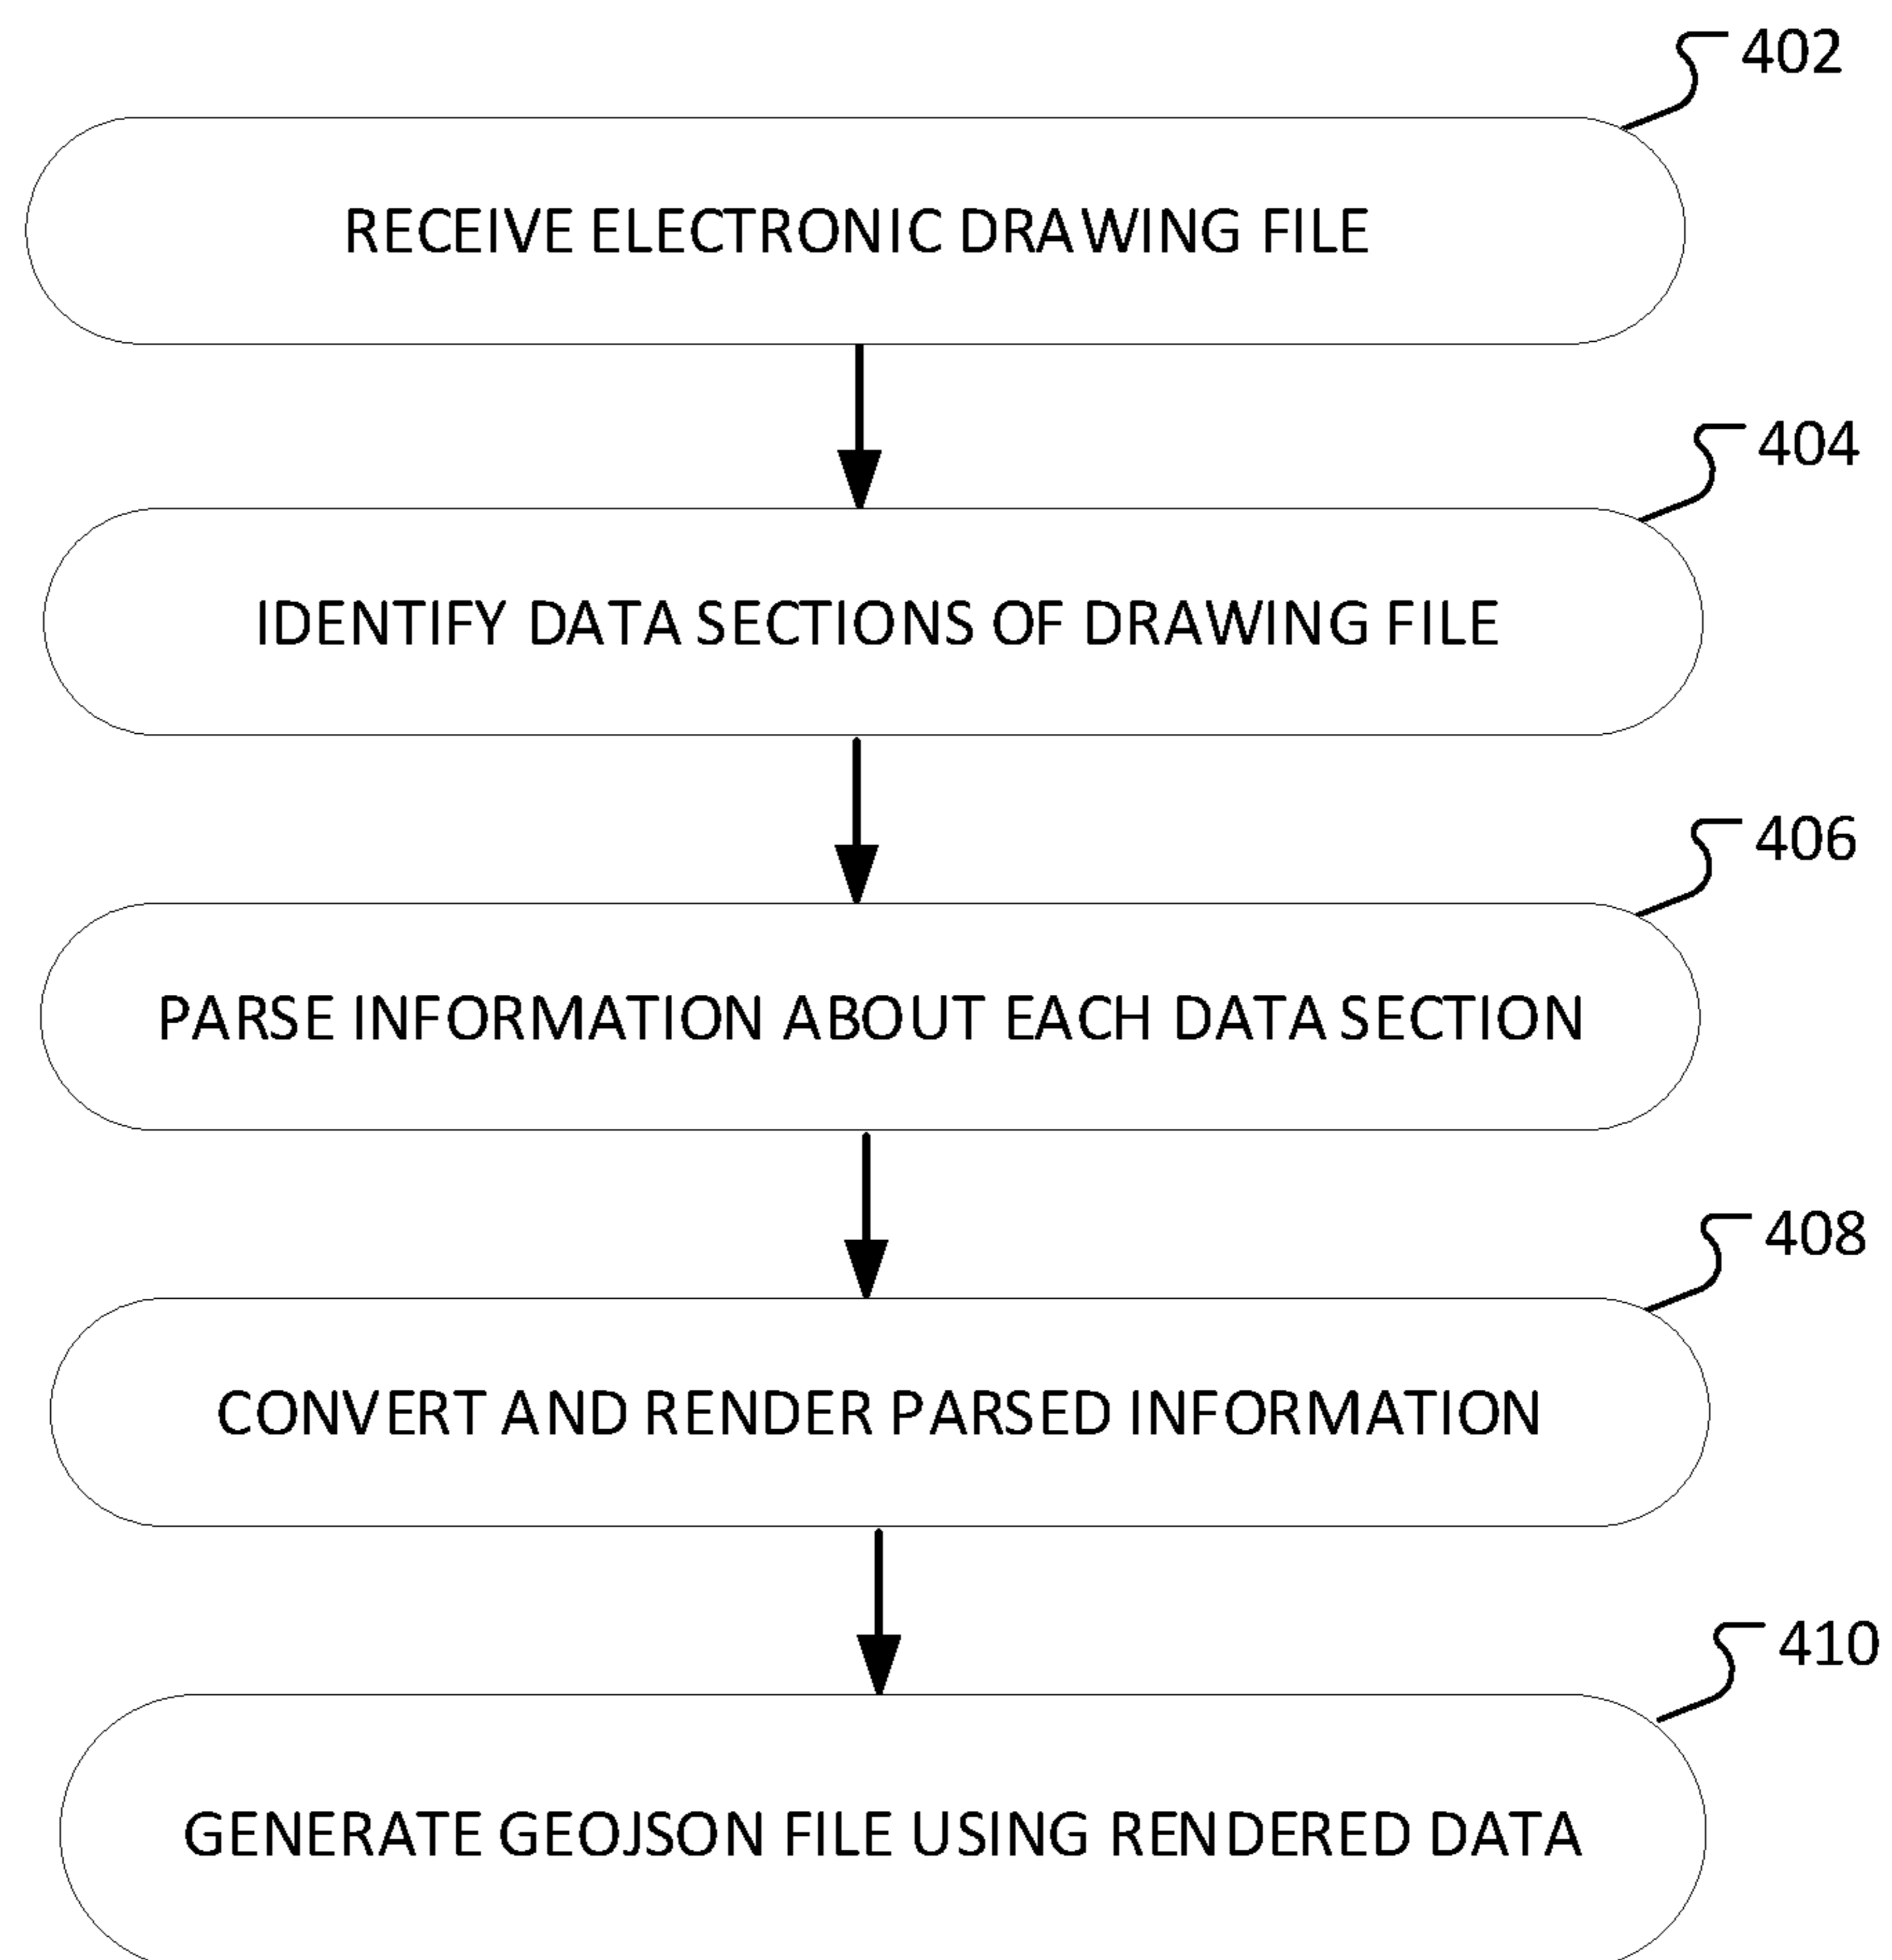 402
RECEIVE ELECTRONIC DRAWING FILE
404
IDENTIFY DATA SECTIONS OF DRAWING FILE
406
PARSE INFORMATION ABOUT EACH DATA SECTION
408
CONVERT AND RENDER PARSED INFORMATION
410
GENERATE GEOJSON FILE USING RENDERED DATA